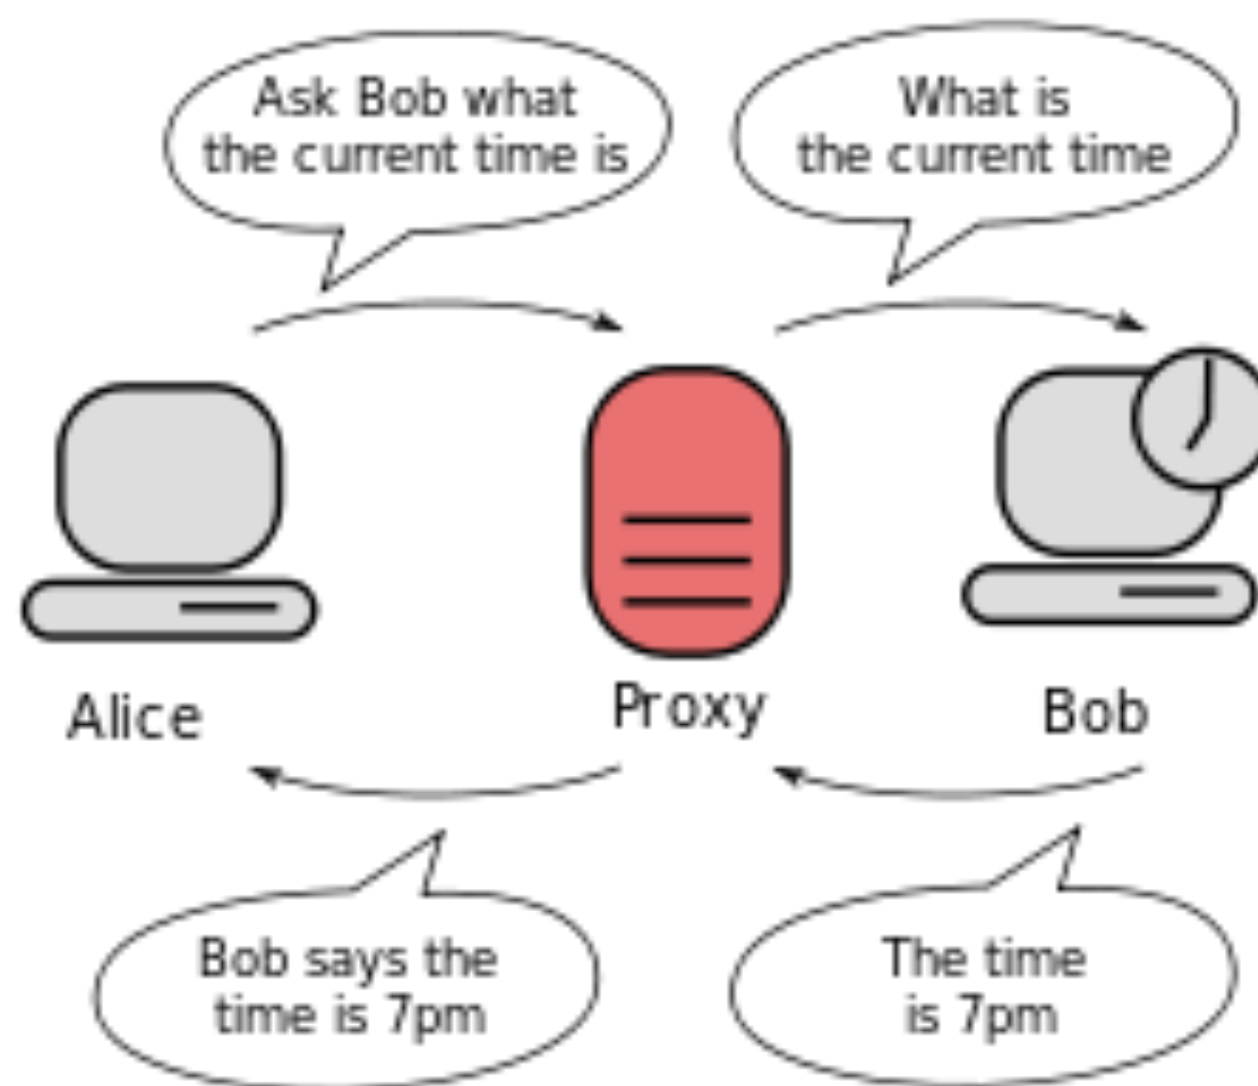 Ask Bob what
the current time is
What is
the current time
Alice
Proxy
Bob
Bob says the
time is 7pm
The time
is 7pm